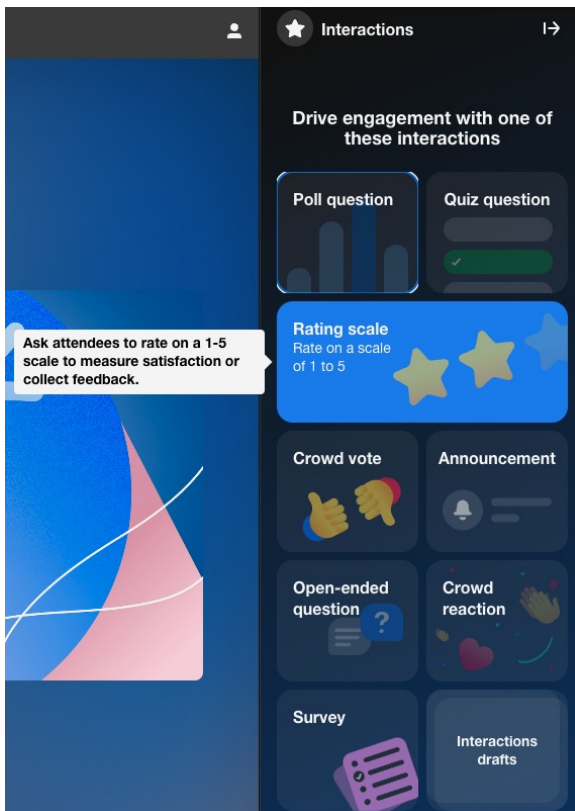 Interactions
Drive engagement with one of
these interactions
Poll question
Quiz question
Rating scale
Rate on a scale
of 1 to 5
Ask attendees to rate on a 1-5
scale to measure satisfaction or
collect feedback.
Crowd vote
Announcement
Open-ended
question
?
Crowd
reaction
Survey
Interactions
drafts